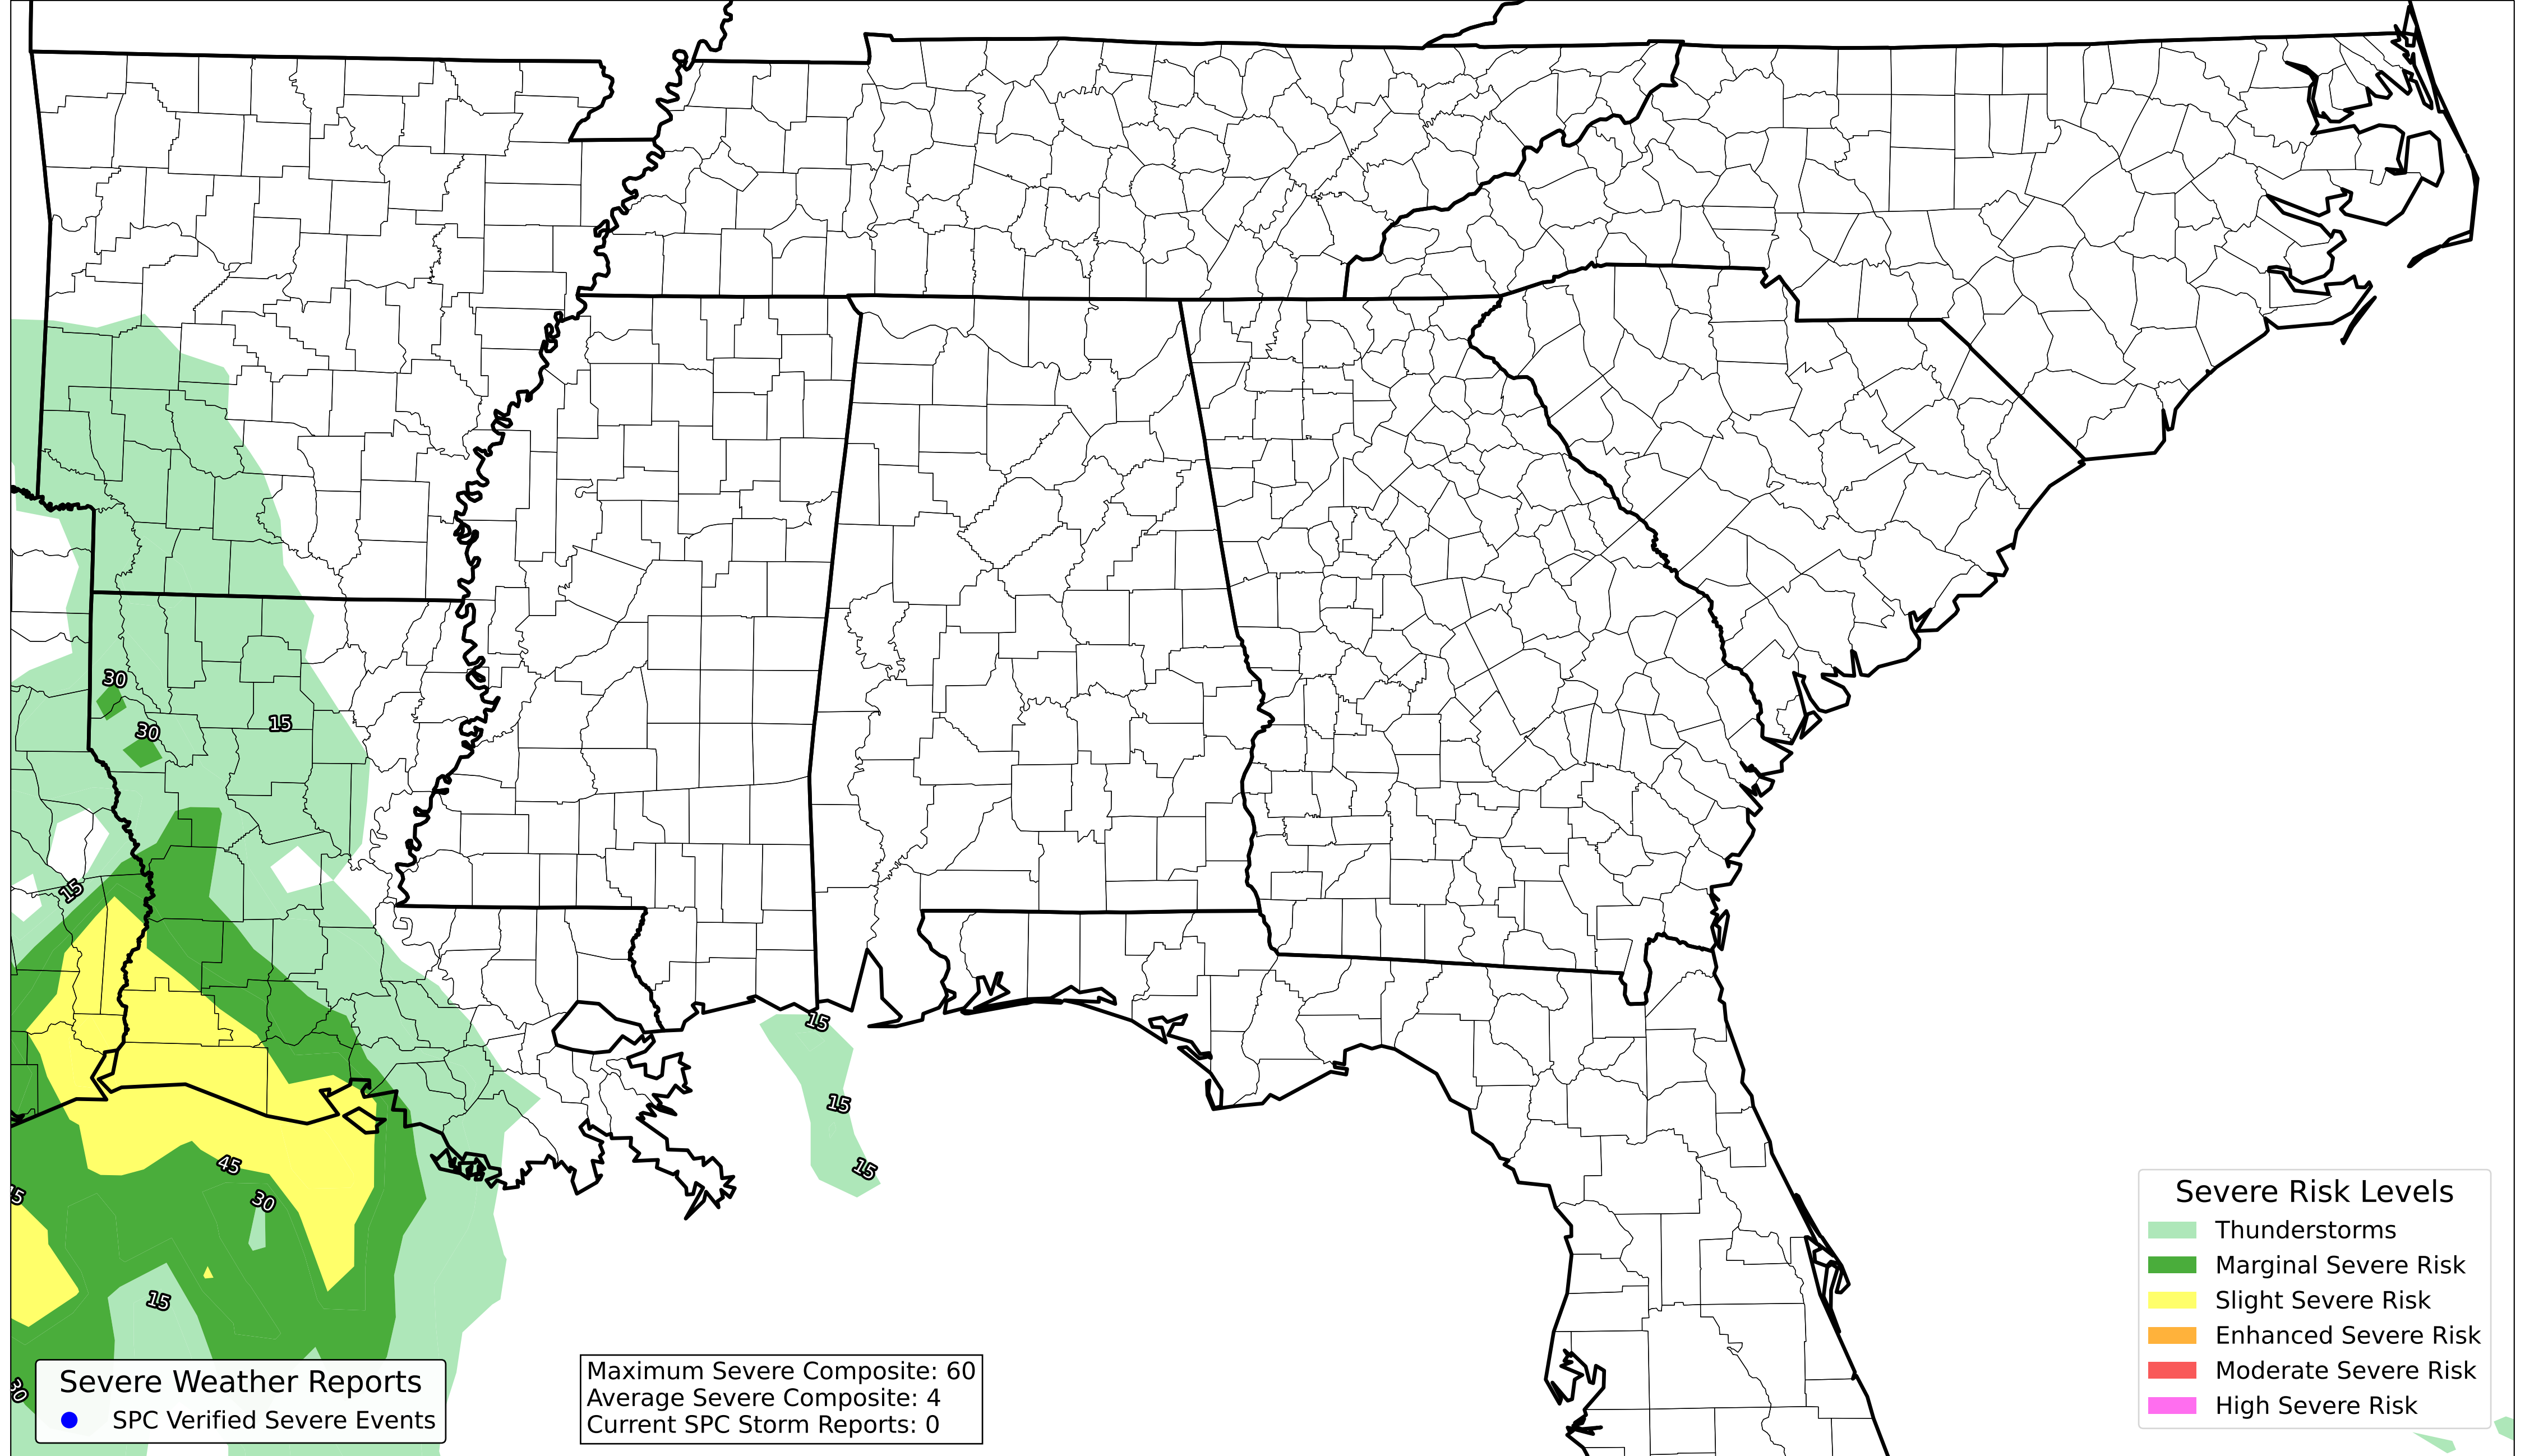 30
30
15
15
15
15
45
15
15
30
15
30
Severe Weather Reports
SPC Verified Severe Events
Maximum Severe Composite: 60
Average Severe Composite: 4
Current SPC Storm Reports: 0
Severe Risk Levels
Thunderstorms
Marginal Severe Risk
Slight Severe Risk
Enhanced Severe Risk
Moderate Severe Risk
High Severe Risk